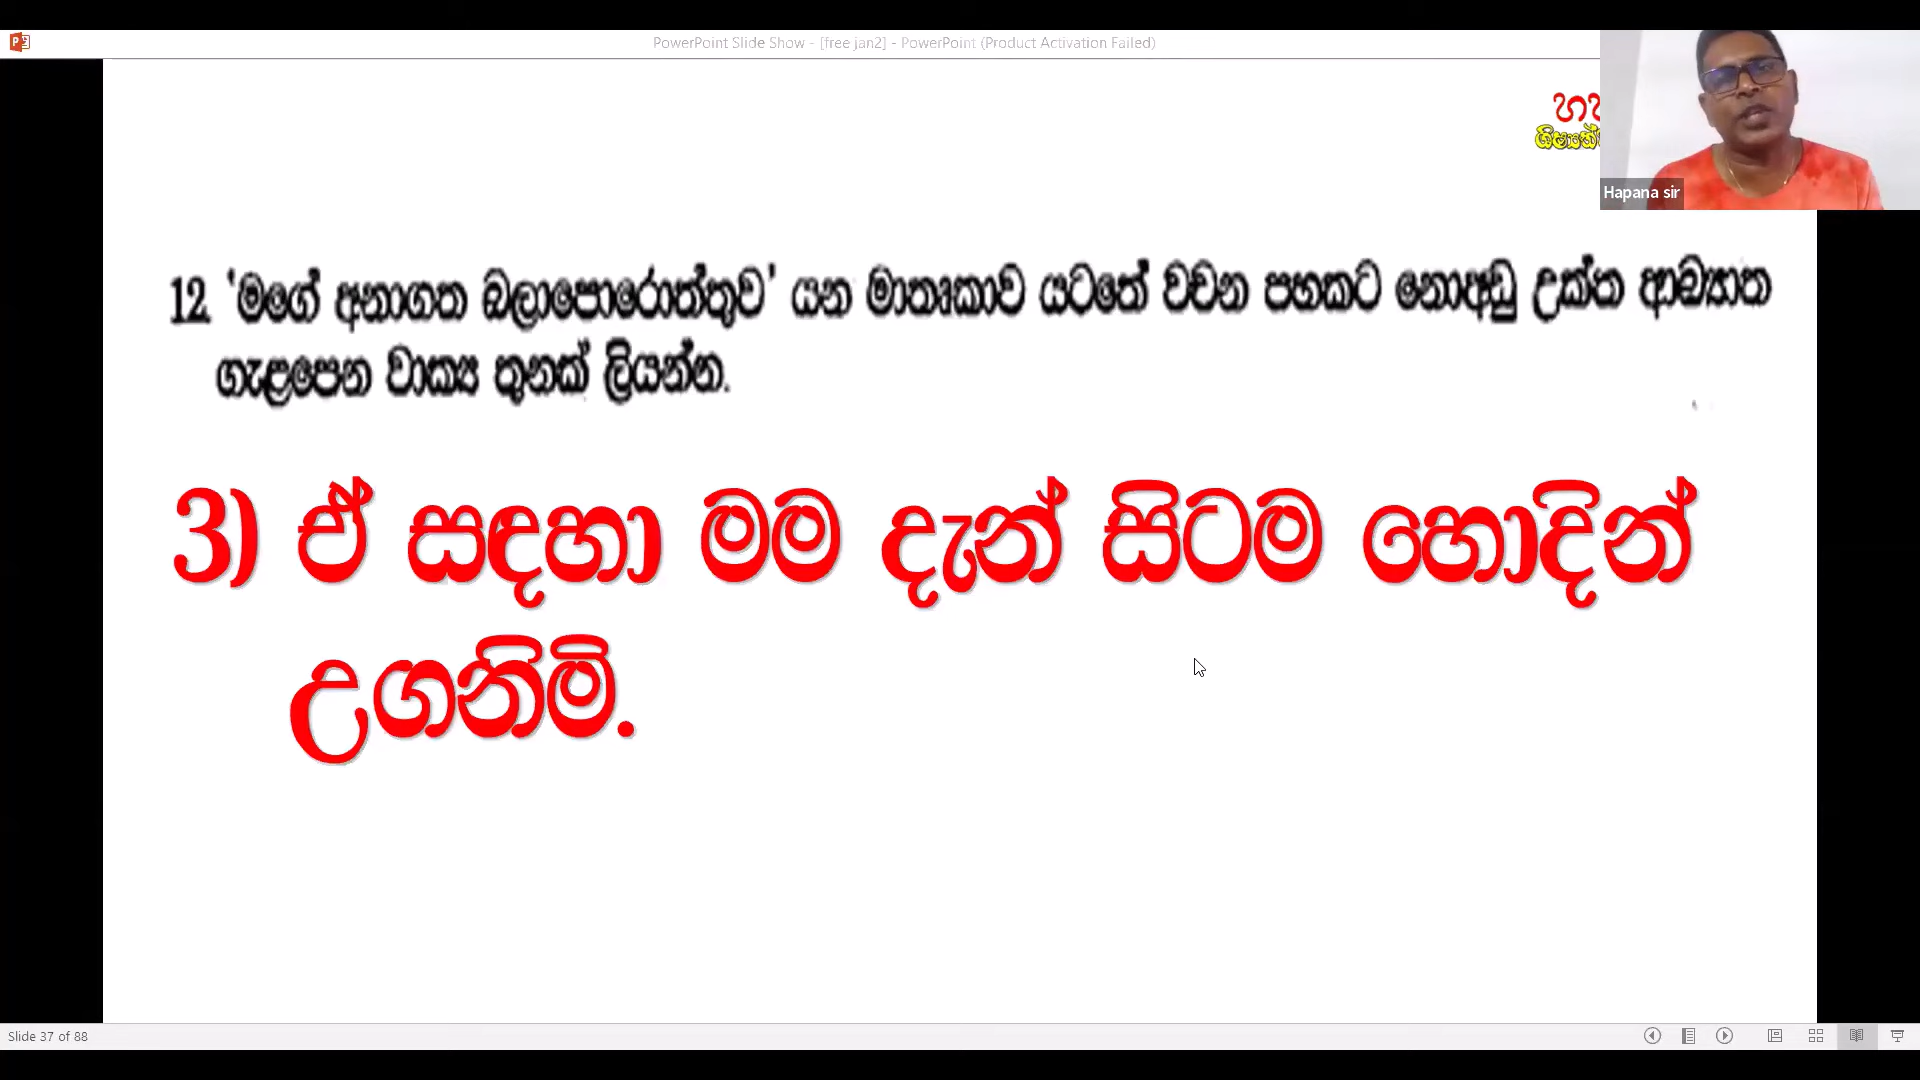 PowerPoint Slide Show - [free jan2] - PowerPoint (Product Activation Failed)
Hapana sir
12. 'මගේ අනාගත බලාපොරොත්තුව' යන මාතෘකාව යටතේ වචන පහකට නොඅඩු උක්ත ආඛ්‍යාත
ගැළපෙන වාක්‍ය තුනක් ලියන්න.
3) ඒ සඳහා මම දැන් සිටම හොදින්
උගනිමි.
Slide 37 of 88